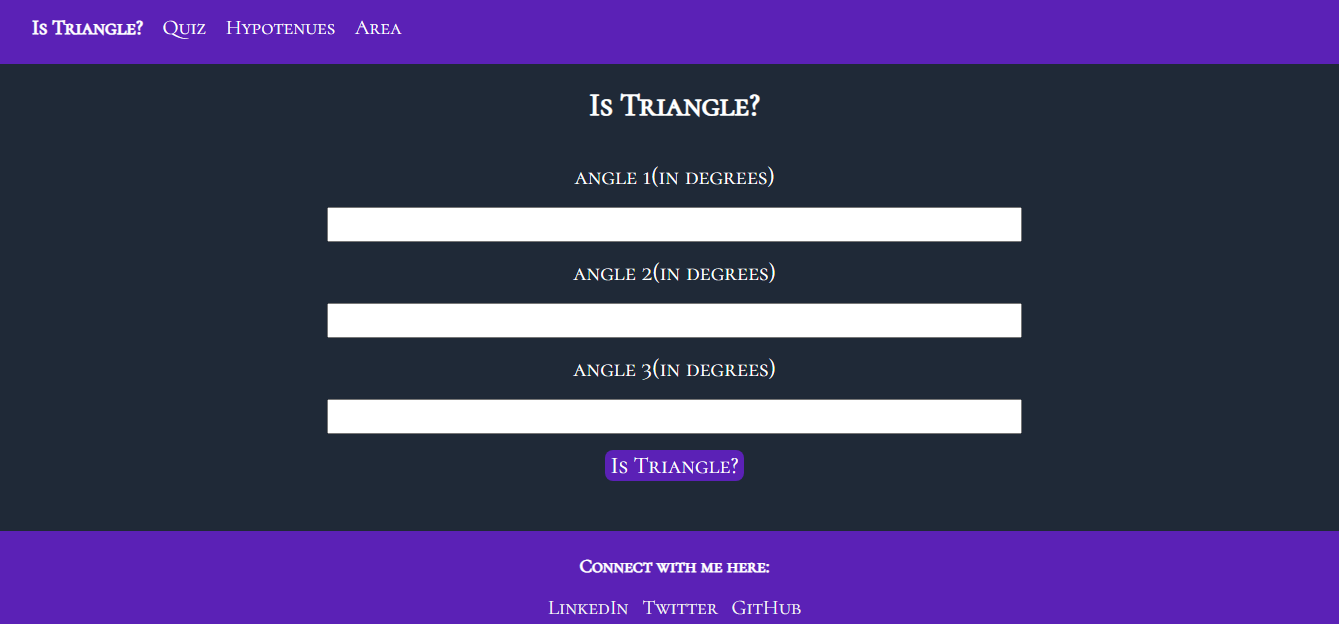 Is Triangle? Quiz Hypotenues Area
Is Triangle?
angle 1(in degrees)
angle 2(in degrees)
angle 3(in degrees)
Is Triangle?
Connect with me here:
LinkedIn Twitter GitHub